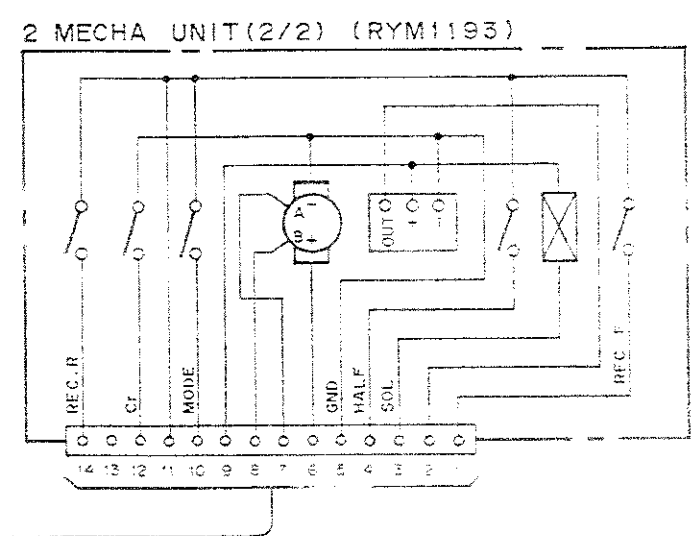 2 MECHA UNIT(2/2) (RYM1193)
A -
B +
OUT + -
REC.R
Cr
MODE
GND
HALF
SOL
REC F
14 13 12 11 10 9 8 7 6 5 4 3 2 1